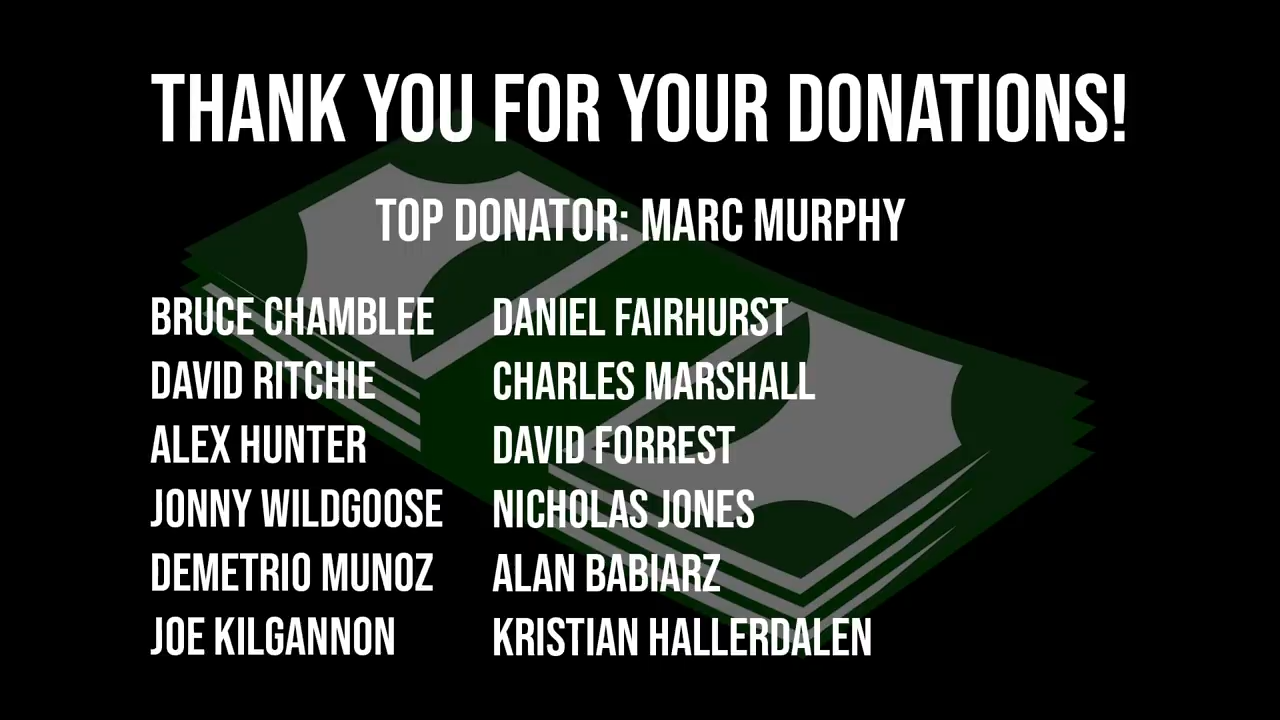 THANK YOU FOR YOUR DONATIONS!
TOP DONATOR: MARC MURPHY
BRUCE CHAMBLEE
DAVID RITCHIE
ALEX HUNTER
JONNY WILDGOOSE
DEMETRIO MUNOZ
JOE KILGANNON
DANIEL FAIRHURST
CHARLES MARSHALL
DAVID FORREST
NICHOLAS JONES
ALAN BABIARZ
KRISTIAN HALLERDALEN